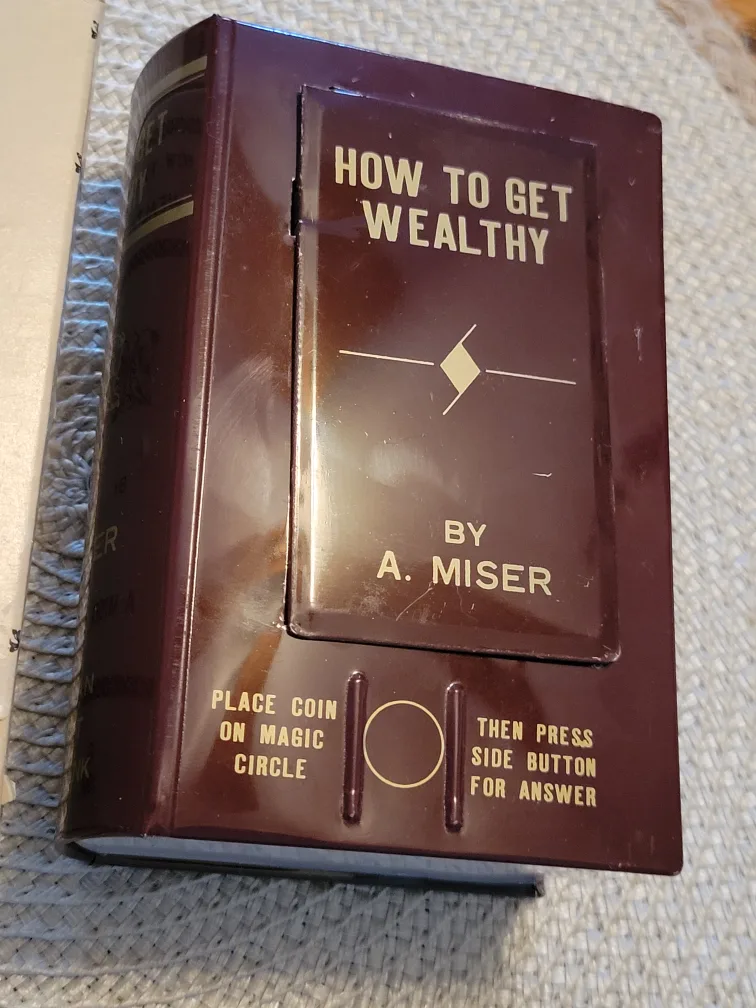 HOW TO GET
WEALTHY
BY
A. MISER
PLACE COIN
ON MAGIC
CIRCLE
THEN PRESS
SIDE BUTTON
FOR ANSWER